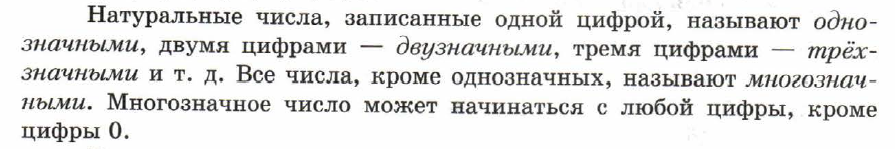 Натуральные числа, записанные одной цифрой, называют одно-
значными, двумя цифрами — двузначными, тремя цифрами — трёх-
значными и т. д. Все числа, кроме однозначных, называют многознач-
ными. Многозначное число может начинаться с любой цифры, кроме
цифры 0.